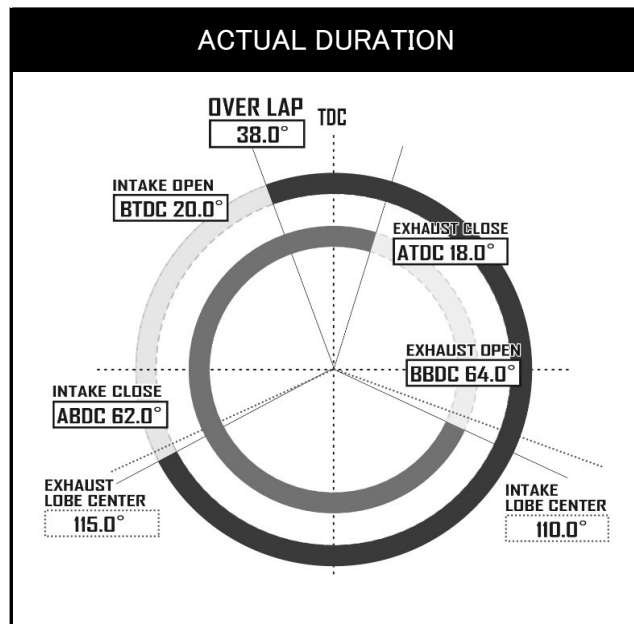 ACTUAL DURATION
OVER LAP
38.0°
TDC
INTAKE OPEN
BTDC 20.0°
EXHAUST CLOSE
ATDC 18.0°
EXHAUST OPEN
BBDC 64.0°
INTAKE CLOSE
ABDC 62.0°
EXHAUST
LOBE CENTER
115.0°
INTAKE
LOBE CENTER
110.0°